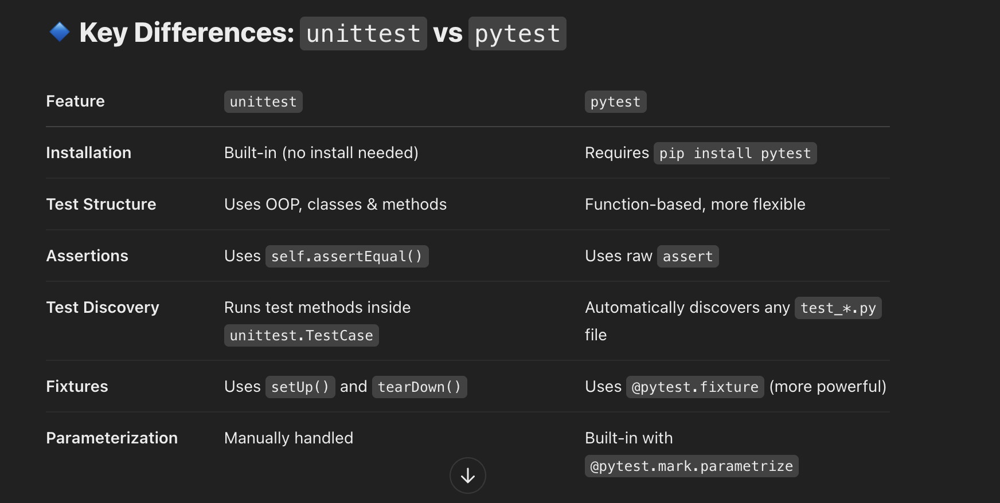 Key Differences: unittest vs pytest
Feature unittest pytest
Installation Built-in (no install needed) Requires pip install pytest
Test Structure Uses OOP, classes & methods Function-based, more flexible
Assertions Uses self.assertEqual() Uses raw assert
Test Discovery Runs test methods inside Automatically discovers any test_*.py
unittest.TestCase file
Fixtures Uses setUp() and tearDown() Uses @pytest.fixture (more powerful)
Parameterization Manually handled Built-in with
@pytest.mark.parametrize